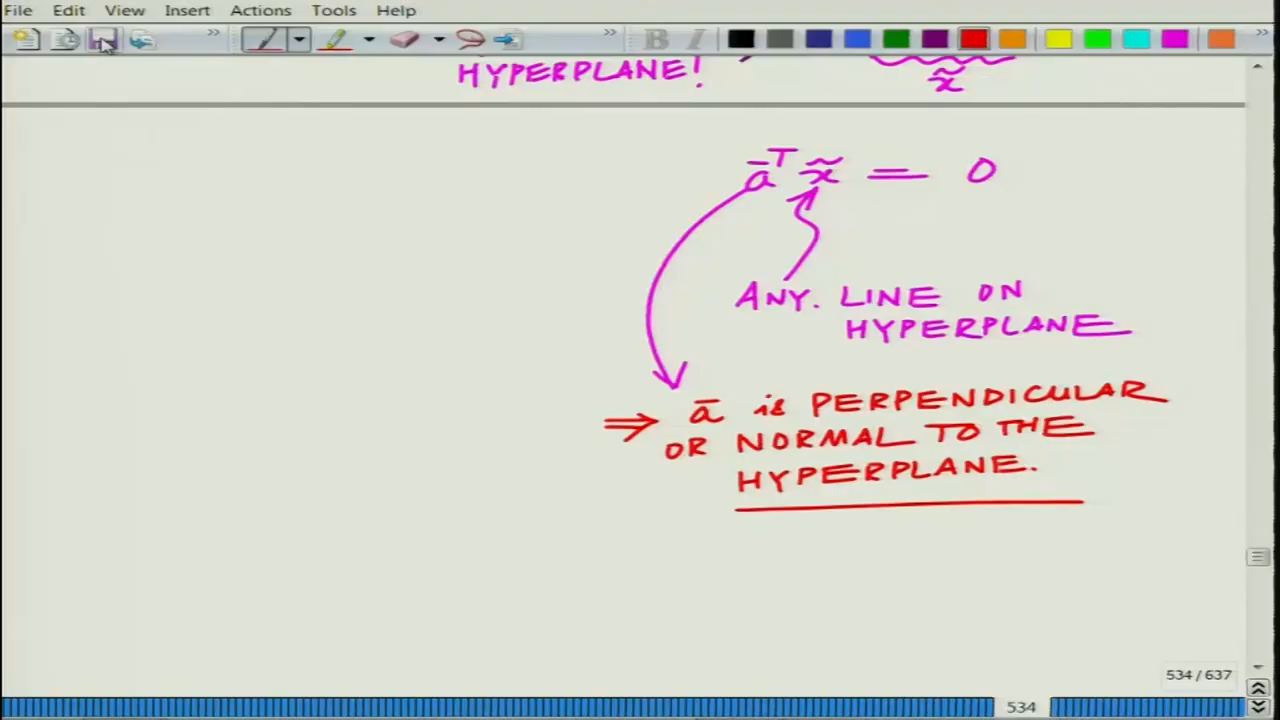 File Edit View Insert Actions Tools Help
B I
HYPERPLANE!
x̃
āᵀ x̃ = 0
ANY. LINE ON
HYPERPLANE
⇒ ā is PERPENDICULAR
OR NORMAL TO THE
HYPERPLANE.
534 / 637
534